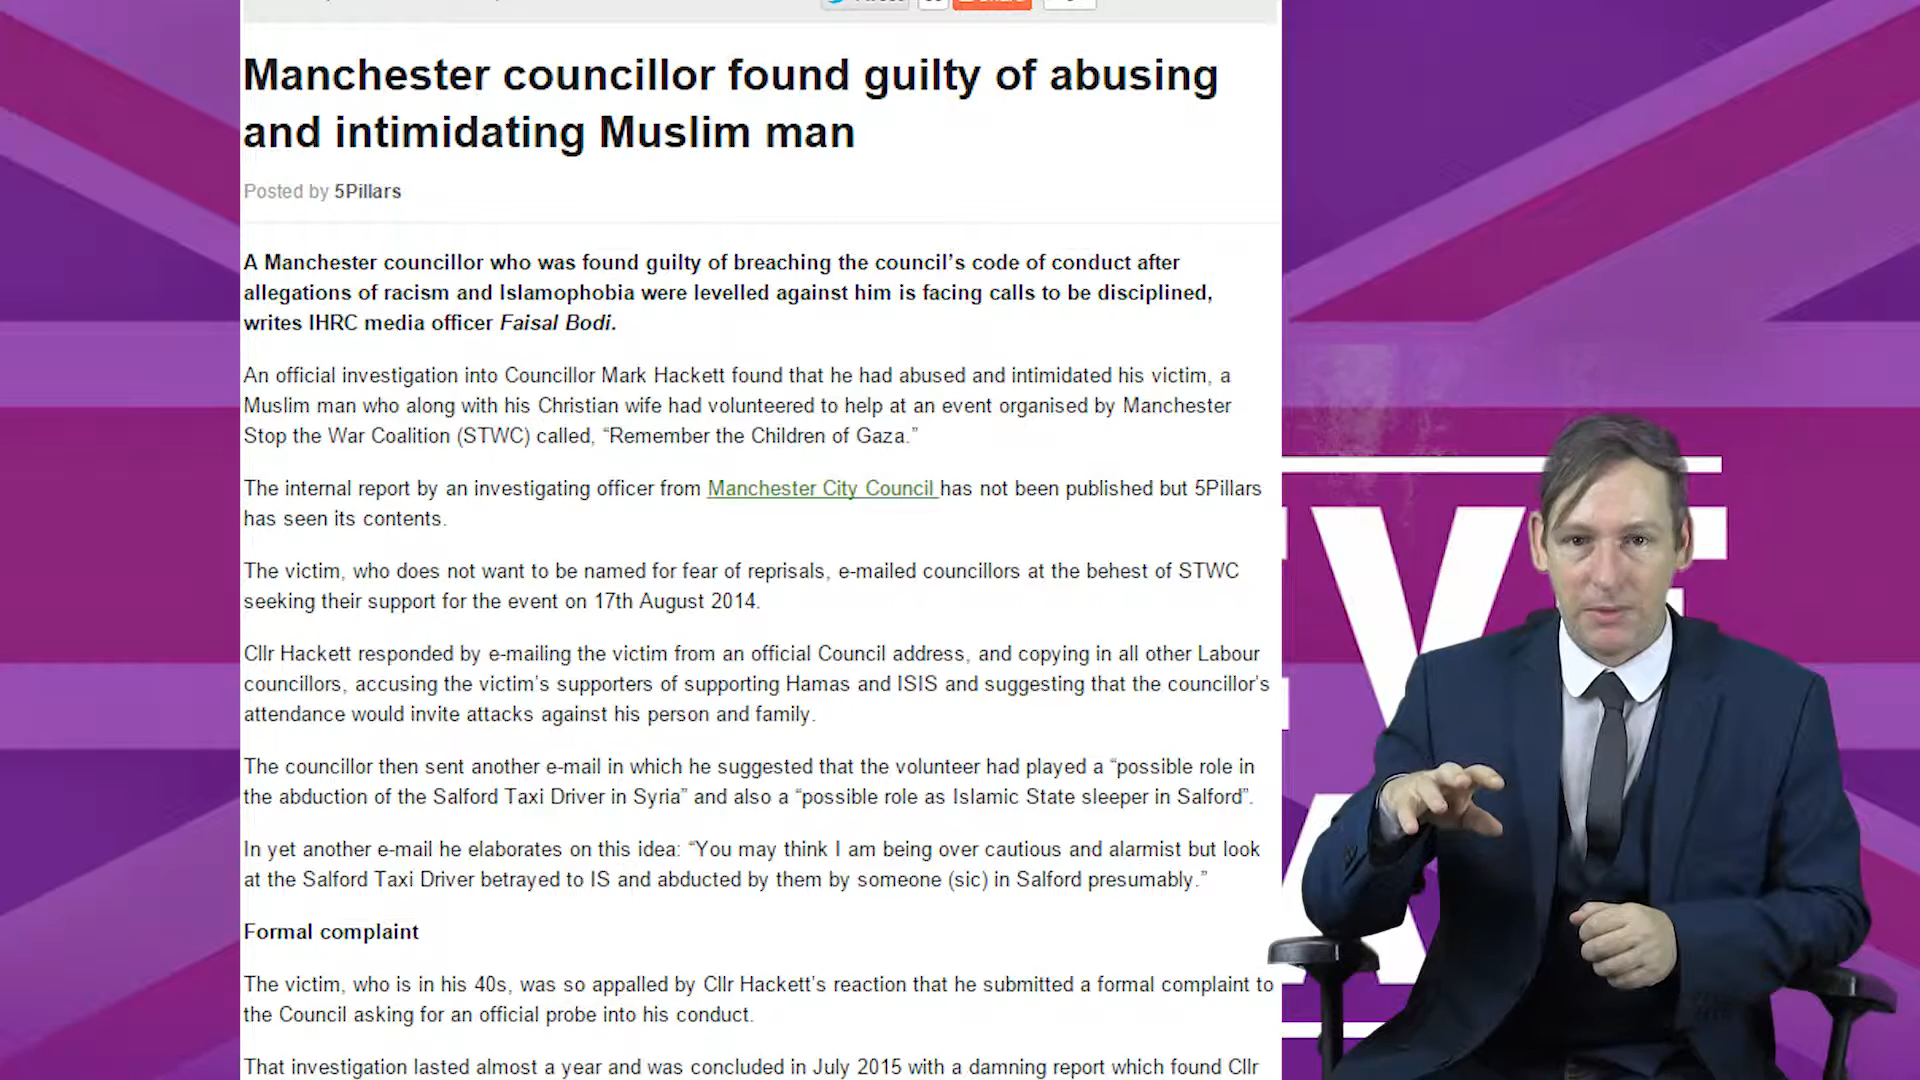 Manchester councillor found guilty of abusing
and intimidating Muslim man
Posted by 5Pillars
A Manchester councillor who was found guilty of breaching the council's code of conduct after
allegations of racism and Islamophobia were levelled against him is facing calls to be disciplined,
writes IHRC media officer Faisal Bodi.
An official investigation into Councillor Mark Hackett found that he had abused and intimidated his victim, a
Muslim man who along with his Christian wife had volunteered to help at an event organised by Manchester
Stop the War Coalition (STWC) called, “Remember the Children of Gaza.”
The internal report by an investigating officer from Manchester City Council has not been published but 5Pillars
has seen its contents.
The victim, who does not want to be named for fear of reprisals, e-mailed councillors at the behest of STWC
seeking their support for the event on 17th August 2014.
Cllr Hackett responded by e-mailing the victim from an official Council address, and copying in all other Labour
councillors, accusing the victim's supporters of supporting Hamas and ISIS and suggesting that the councillor's
attendance would invite attacks against his person and family.
The councillor then sent another e-mail in which he suggested that the volunteer had played a “possible role in
the abduction of the Salford Taxi Driver in Syria” and also a “possible role as Islamic State sleeper in Salford”.
In yet another e-mail he elaborates on this idea: “You may think I am being over cautious and alarmist but look
at the Salford Taxi Driver betrayed to IS and abducted by them by someone (sic) in Salford presumably.”
Formal complaint
The victim, who is in his 40s, was so appalled by Cllr Hackett's reaction that he submitted a formal complaint to
the Council asking for an official probe into his conduct.
That investigation lasted almost a year and was concluded in July 2015 with a damning report which found Cllr